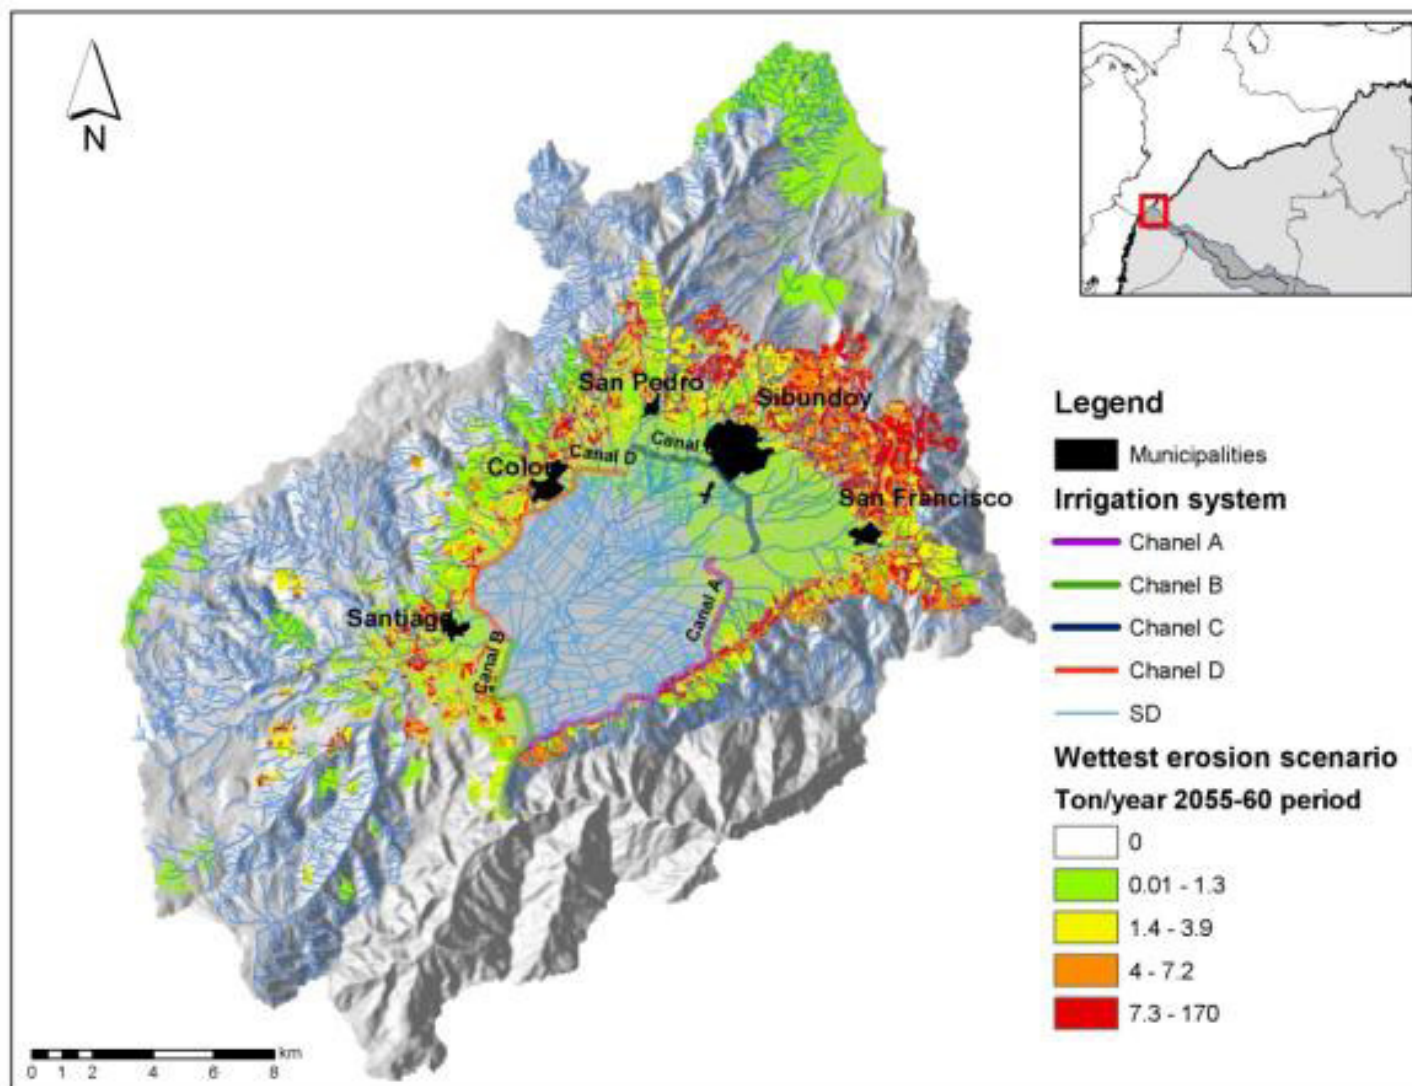 N
San Pedro
Sibundoy
Canal
Canal D
Colon
San Francisco
Canal A
Santiago
Canal B
km
0 1 2 4 6 8
Legend
Municipalities
Irrigation system
Chanel A
Chanel B
Chanel C
Chanel D
SD
Wettest erosion scenario
Ton/year 2055-60 period
0
0.01 - 1.3
1.4 - 3.9
4 - 7.2
7.3 - 170